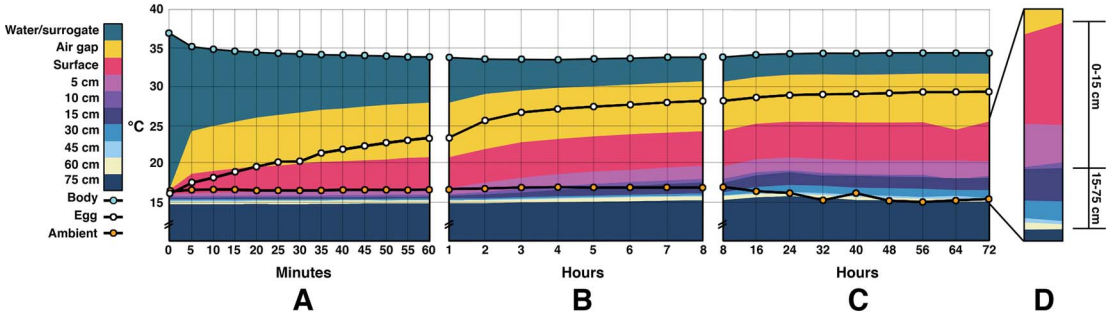 Water/surrogate
Air gap
Surface
5 cm
10 cm
15 cm
30 cm
45 cm
60 cm
75 cm
Body
Egg
Ambient
°C
40
35
30
25
20
15
0 5 10 15 20 25 30 35 40 45 50 55 60
Minutes
A
1 2 3 4 5 6 7 8
Hours
B
8 16 24 32 40 48 56 64 72
Hours
C
0-15 cm
15-75 cm
D